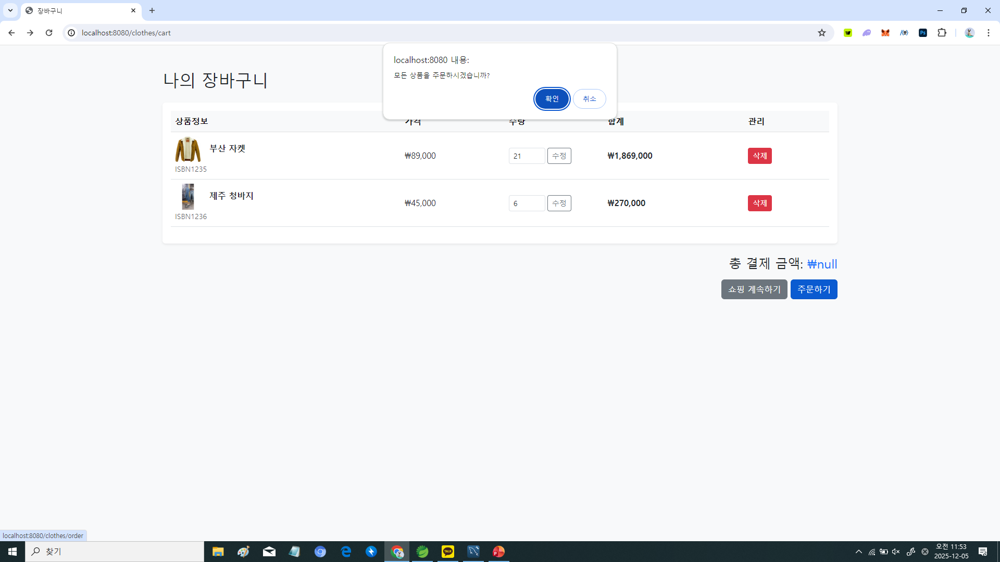 장바구니
localhost:8080/clothes/cart
Ps
localhost:8080 내용:
모든 상품을 주문하시겠습니까?
확인 취소
나의 장바구니
상품정보 가격 수량 합계 관리
부산 자켓
ISBN1235
₩89,000 21 수정 ₩1,869,000 삭제
제주 청바지
ISBN1236
₩45,000 6 수정 ₩270,000 삭제
총 결제 금액: ₩null
쇼핑 계속하기 주문하기
localhost:8080/clothes/order
찾기
TALK
P
오전 11:53
2025-12-05